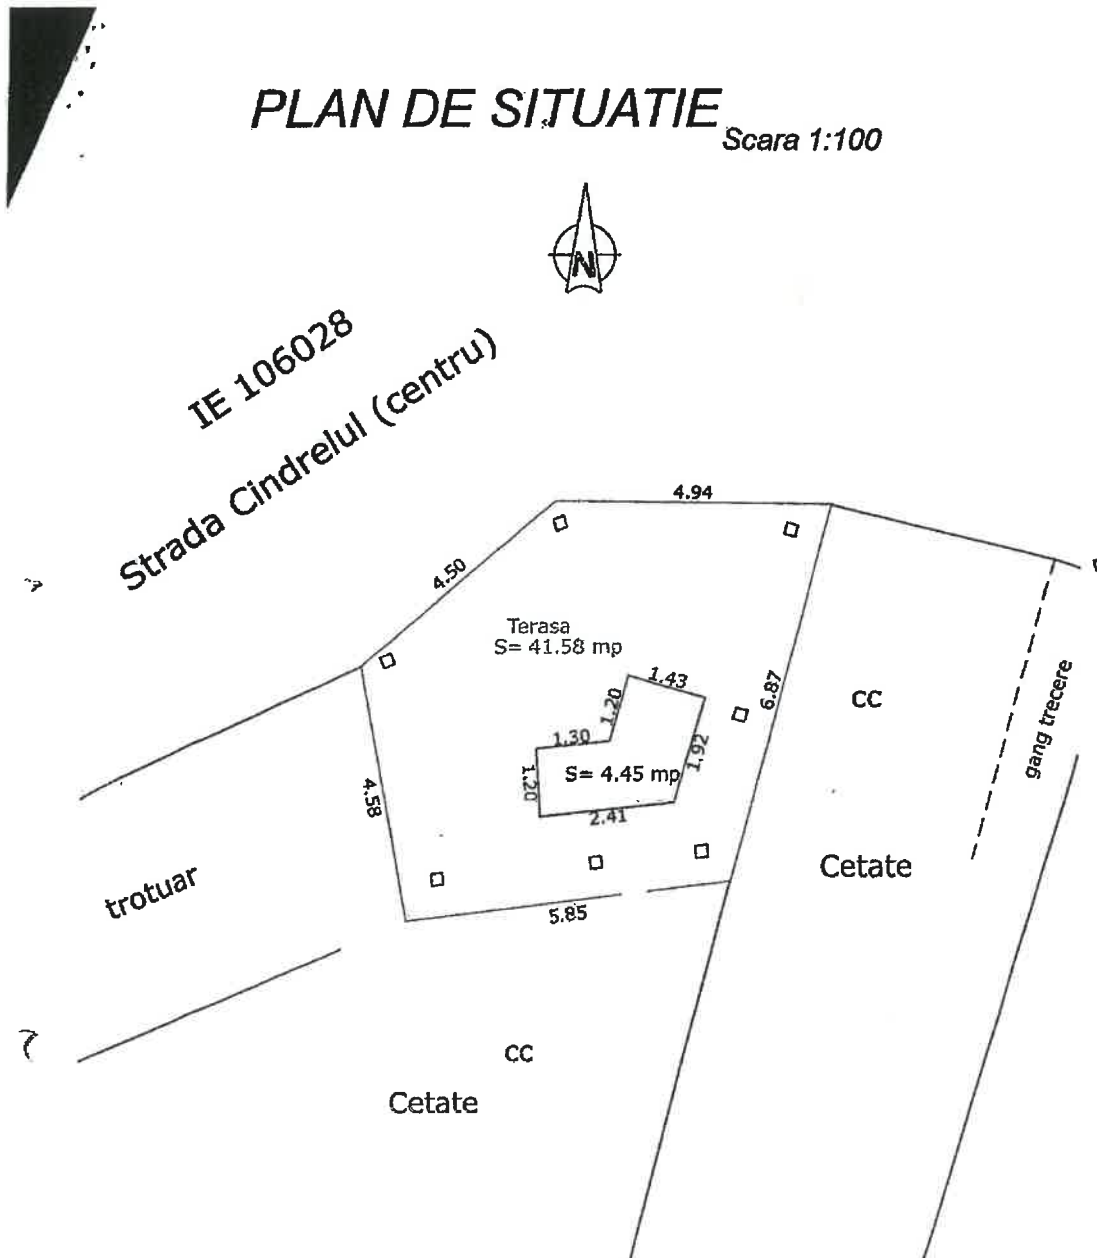 PLAN DE SITUATIE
Scara 1:100
N
IE 106028
Strada Cindrelul (centru)
4.94
4.50
Terasa
S= 41.58 mp
1.43
1.20
6.87
cc
gang trecere
1.30
1.92
S= 4.45 mp
1.20
4.58
2.41
Cetate
trotuar
5.85
cc
Cetate